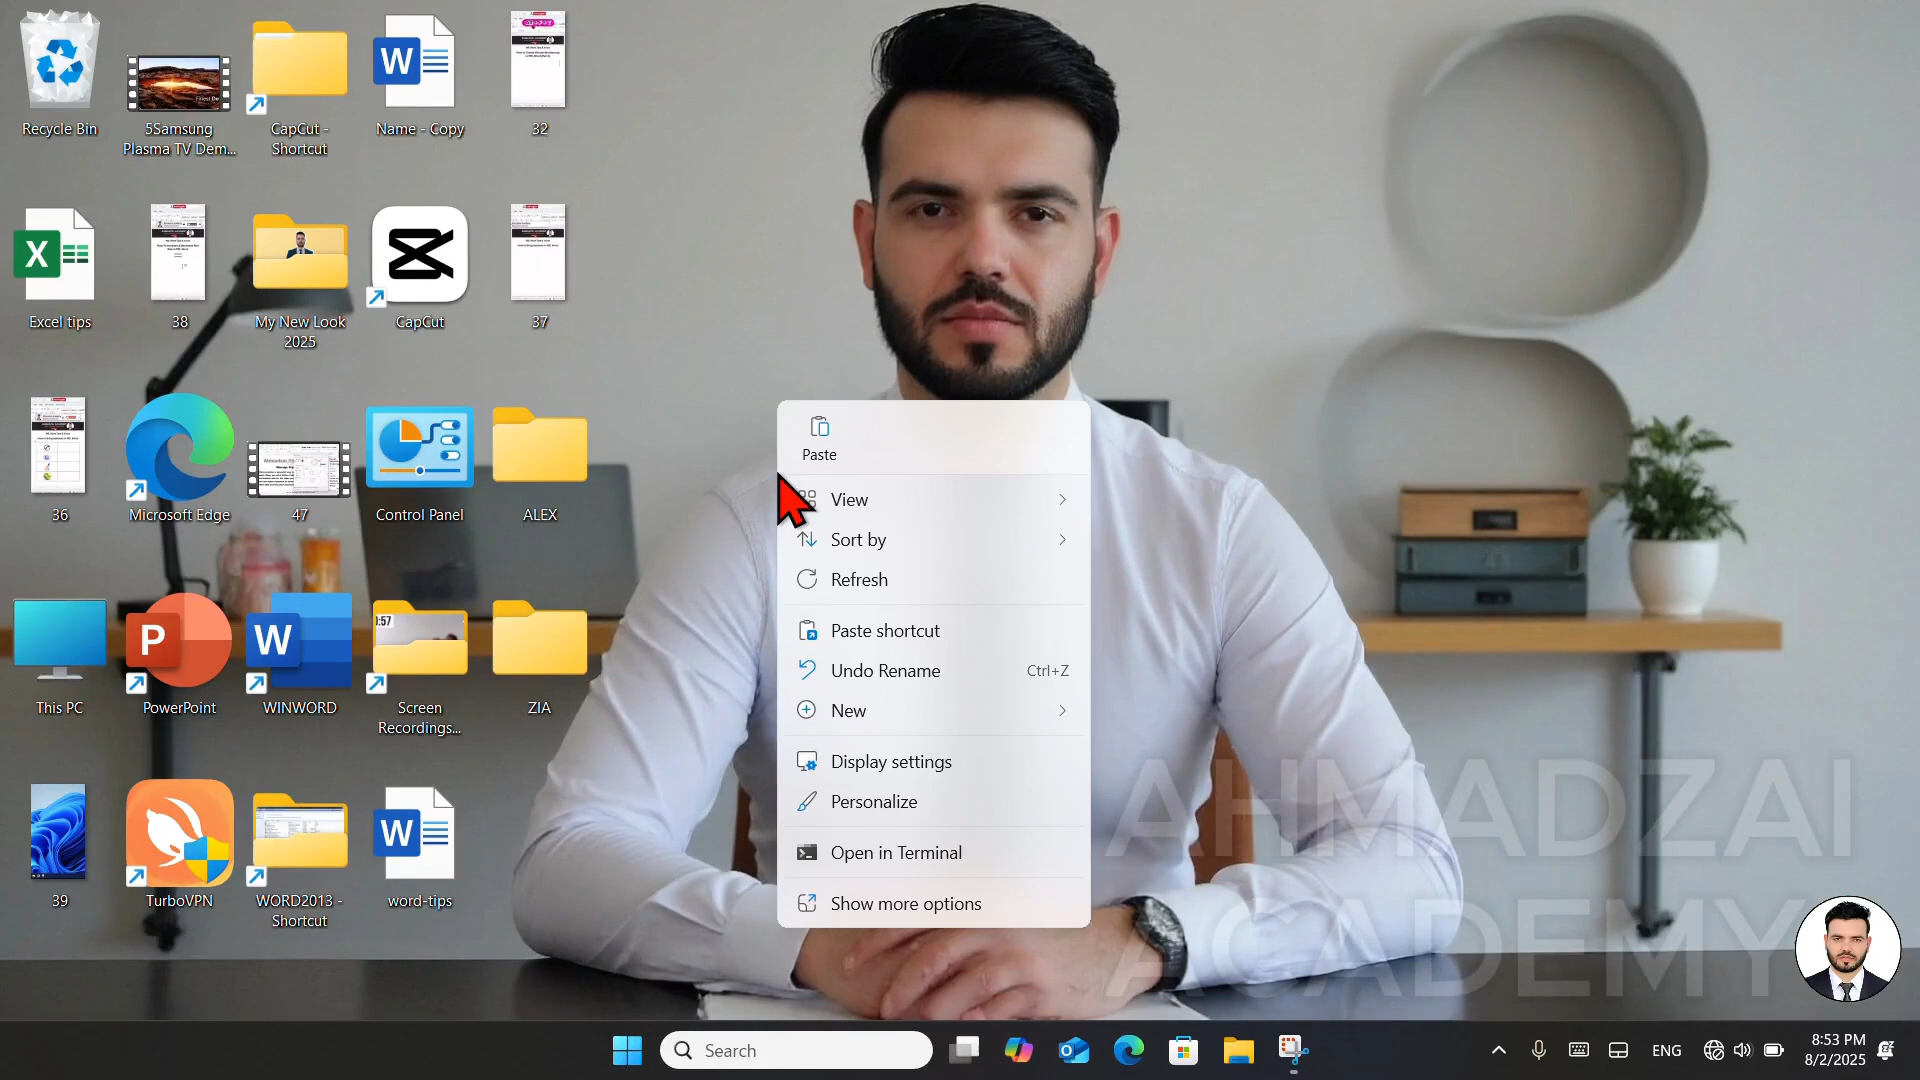 Recycle Bin
5Samsung
Plasma TV Dem...
CapCut -
Shortcut
W
Name - Copy
32
X
Excel tips
38
My New Look
2025
CapCut
37
36
Microsoft Edge
47
Control Panel
ALEX
This PC
P
PowerPoint
W
WINWORD
:57
Screen
Recordings...
ZIA
39
TurboVPN
WORD2013 -
Shortcut
W
word-tips
Paste
View
Sort by
Refresh
Paste shortcut
Undo Rename Ctrl+Z
New
Display settings
Personalize
Open in Terminal
Show more options
AHMADZAI
ACADEMY
Search
ENG
8:53 PM
8/2/2025